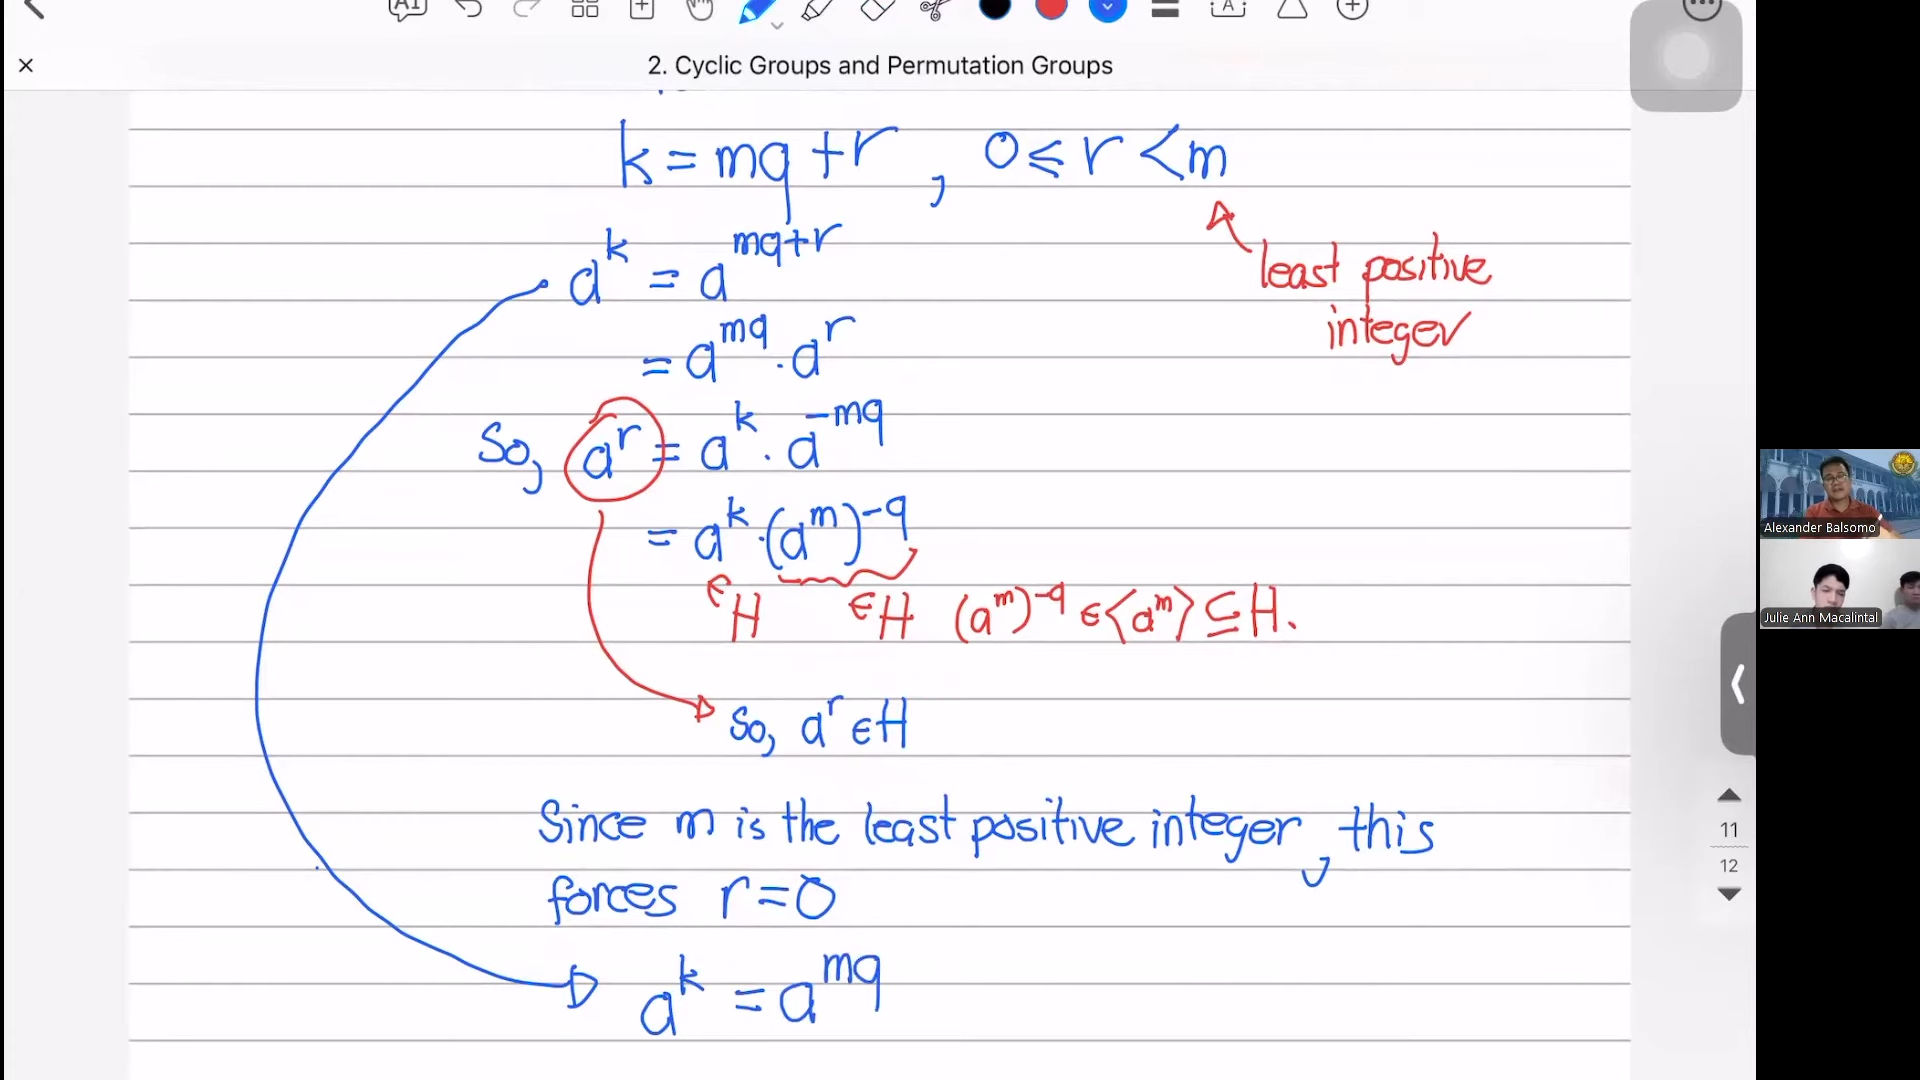 2. Cyclic Groups and Permutation Groups
k = mq + r , 0 ⩽ r < m
least positive
integer
a^k = a^{mq+r}
= a^{mq} · a^r
So, a^r = a^k · a^{-mq}
= a^k · (a^m)^{-q}
∈H ∈H (a^m)^{-q} ∈ ⟨a^m⟩ ⊆ H.
So, a^r ∈ H
Since m is the least positive integer, this
forces r = 0
a^k = a^{mq}
11
12
Alexander Balsomo
Julie Ann Macalintal